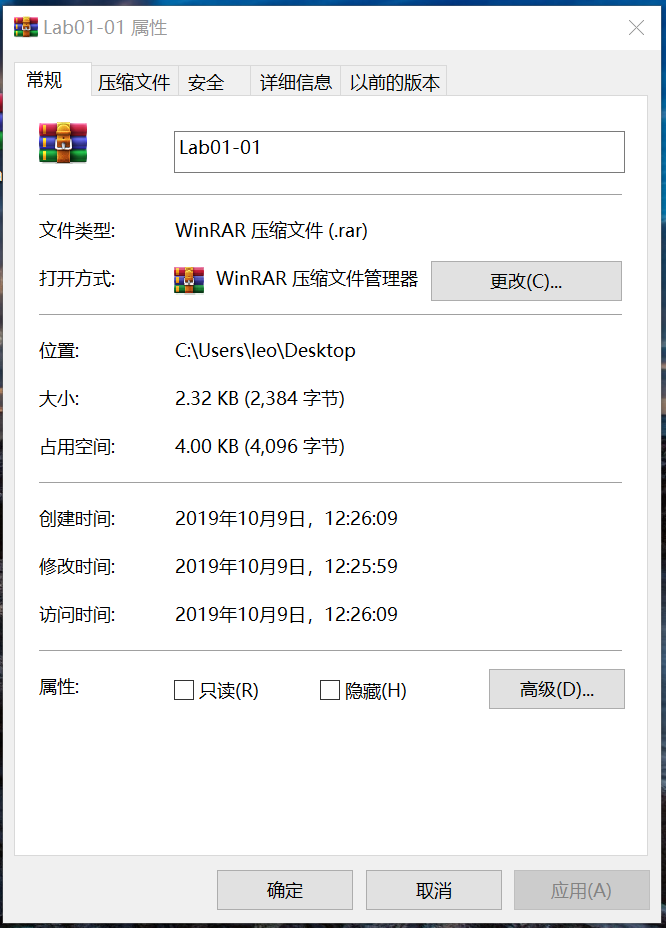 Lab01-01 属性
常规 压缩文件 安全 详细信息 以前的版本
Lab01-01
文件类型: WinRAR 压缩文件 (.rar)
打开方式: WinRAR 压缩文件管理器 更改(C)...
位置: C:\Users\leo\Desktop
大小: 2.32 KB (2,384 字节)
占用空间: 4.00 KB (4,096 字节)
创建时间: 2019年10月9日，12:26:09
修改时间: 2019年10月9日，12:25:59
访问时间: 2019年10月9日，12:26:09
属性: 只读(R) 隐藏(H) 高级(D)...
确定 取消 应用(A)